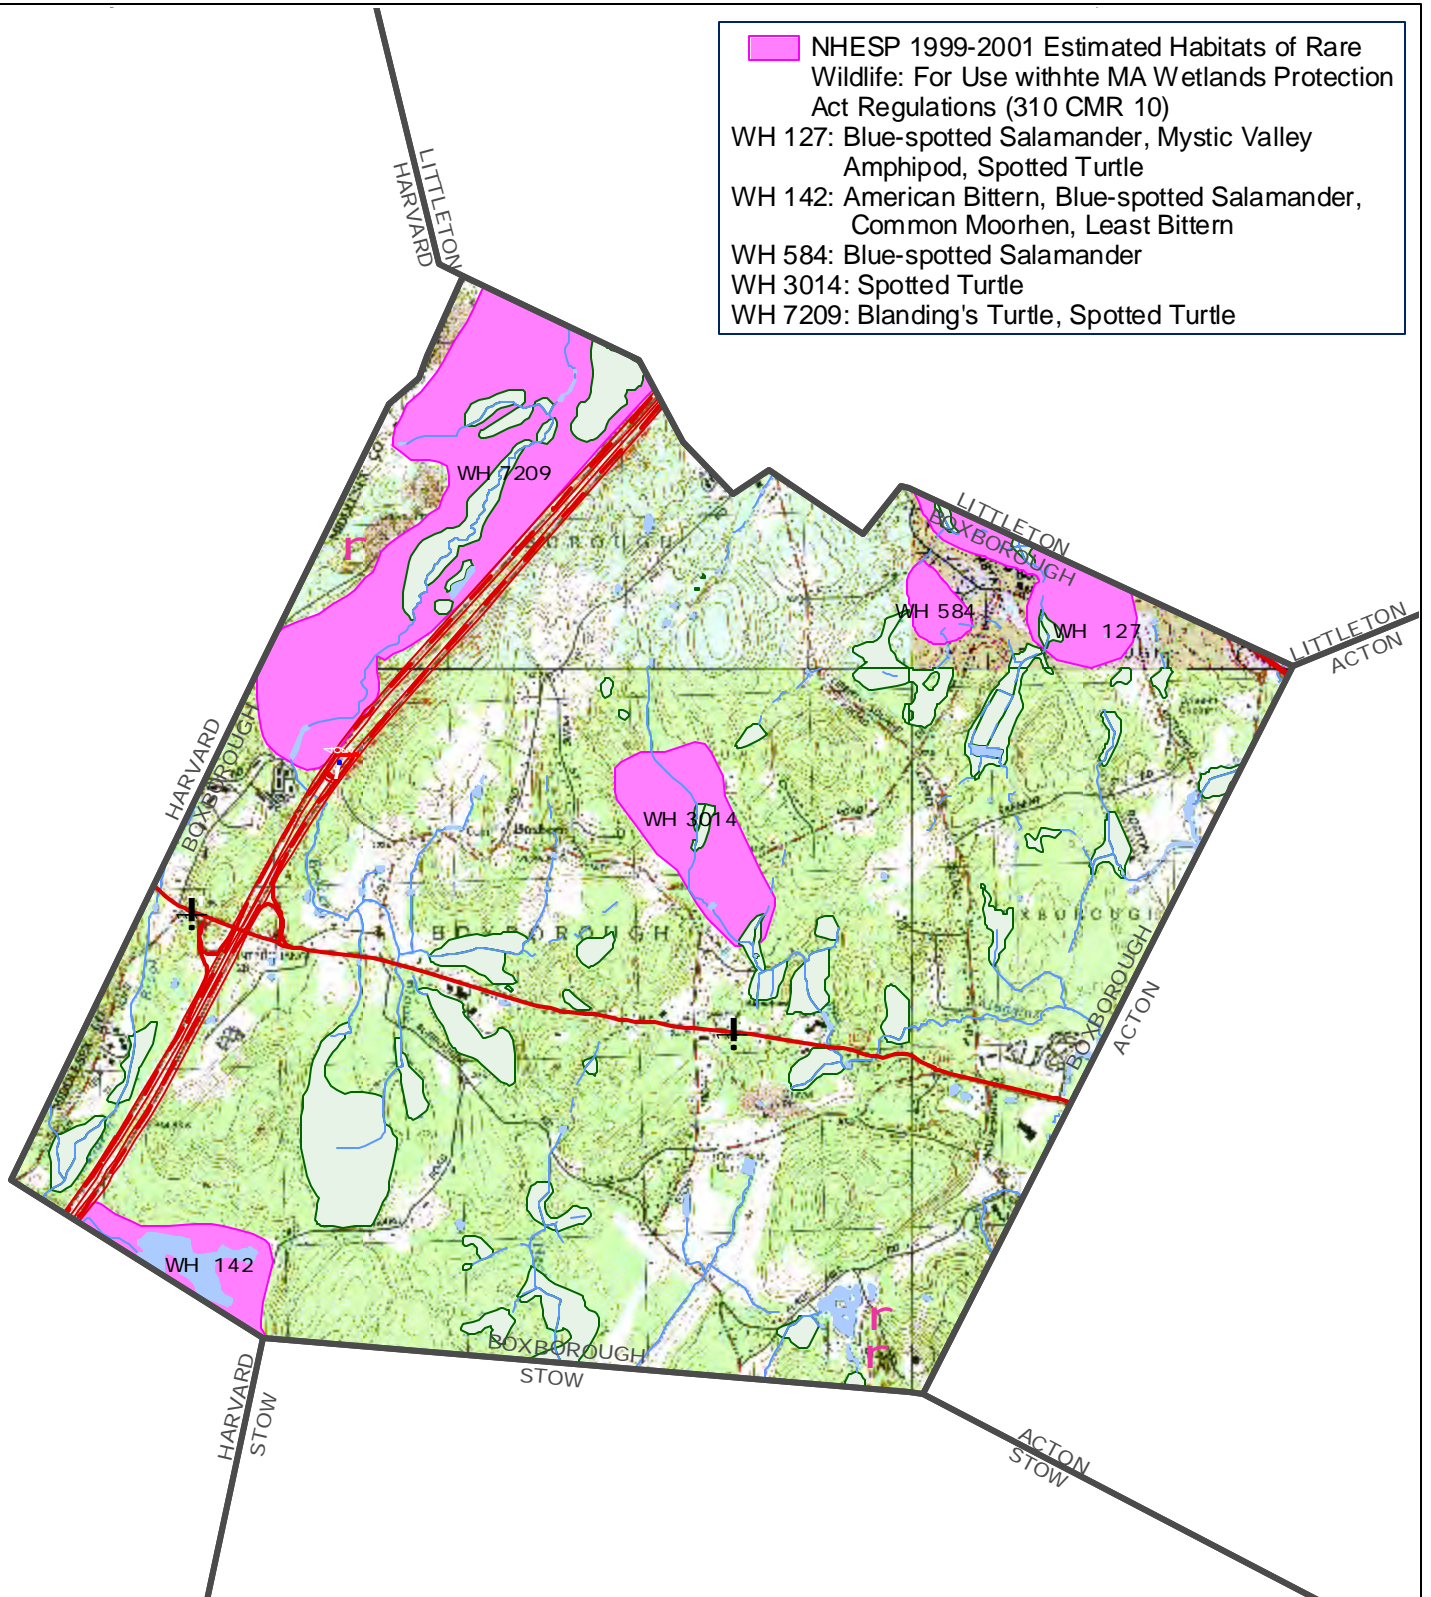 NHESP 1999-2001 Estimated Habitats of Rare
Wildlife: For Use withhte MA Wetlands Protection
Act Regulations (310 CMR 10)
WH 127: Blue-spotted Salamander, Mystic Valley
Amphipod, Spotted Turtle
WH 142: American Bittern, Blue-spotted Salamander,
Common Moorhen, Least Bittern
WH 584: Blue-spotted Salamander
WH 3014: Spotted Turtle
WH 7209: Blanding's Turtle, Spotted Turtle
LITTLETON
HARVARD
WH 7209
r
LITTLETON
BOXBOROUGH
WH 584
WH 127
LITTLETON
ACTON
HARVARD
BOXBOROUGH
WH 3014
BOXBOROUGH
BOXBOROUGH
ACTON
WH 142
r
r
BOXBOROUGH
STOW
HARVARD
STOW
ACTON
STOW